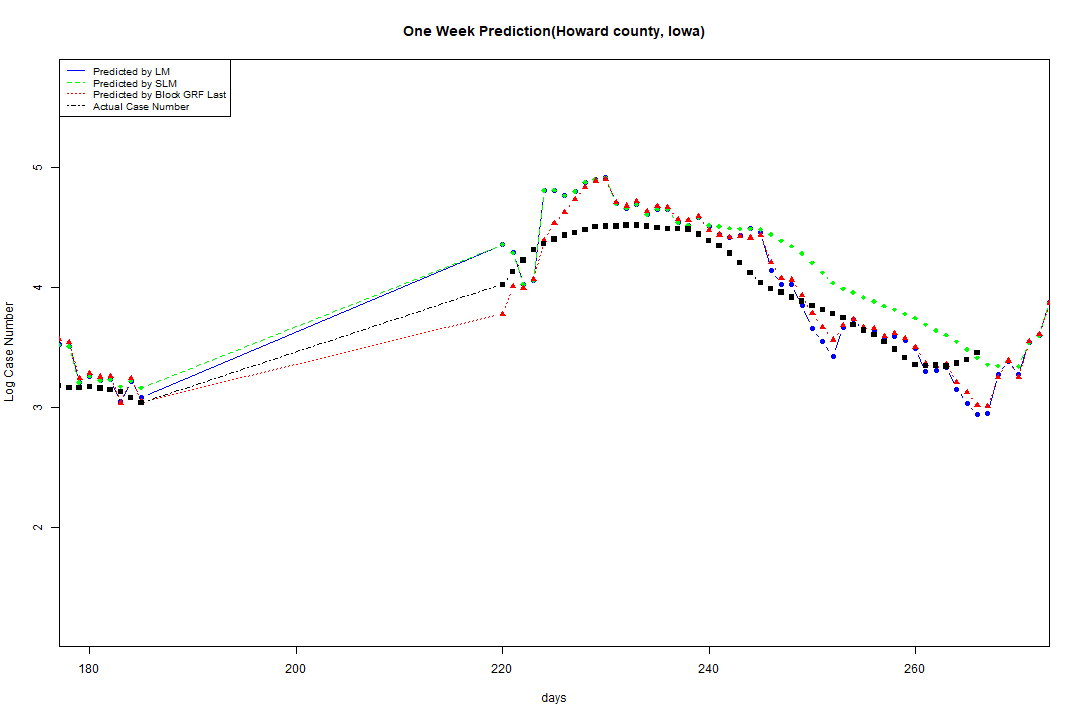 One Week Prediction(Howard county, Iowa)
Predicted by LM
Predicted by SLM
Predicted by Block GRF Last
Actual Case Number
5
4
3
2
Log Case Number
180 200 220 240 260
days